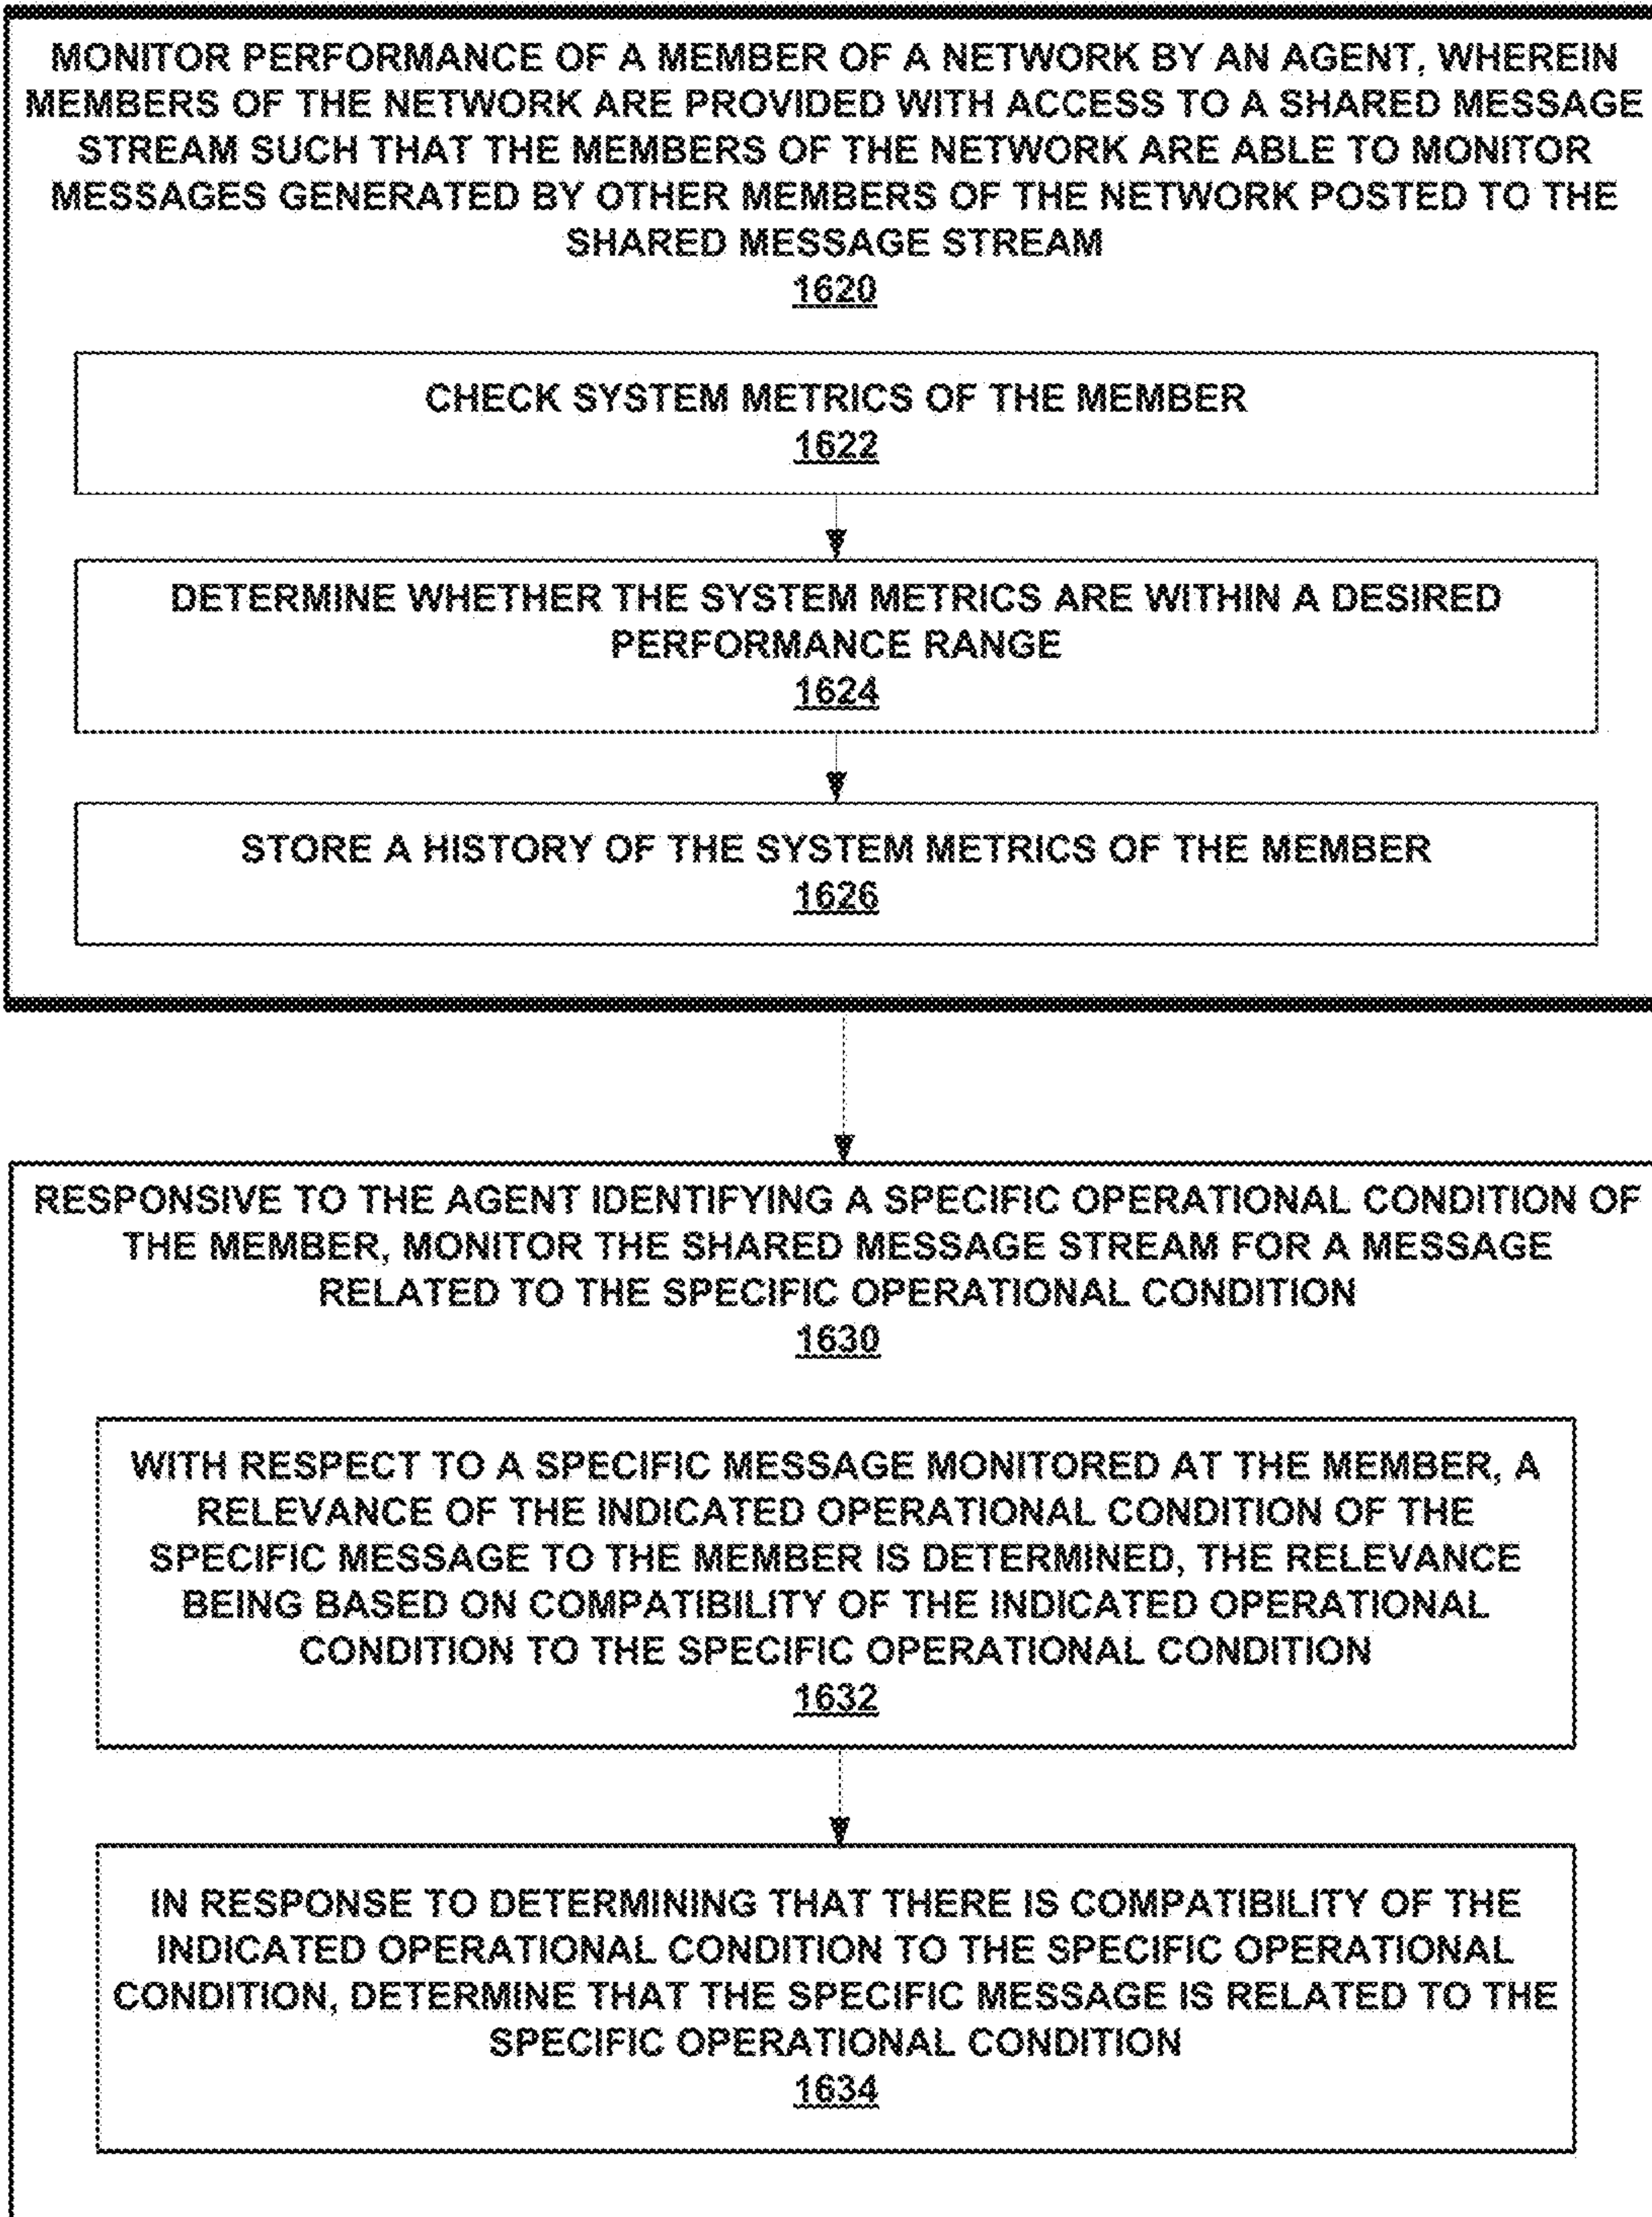 MONITOR PERFORMANCE OF A MEMBER OF A NETWORK BY AN AGENT, WHEREIN
MEMBERS OF THE NETWORK ARE PROVIDED WITH ACCESS TO A SHARED MESSAGE
STREAM SUCH THAT THE MEMBERS OF THE NETWORK ARE ABLE TO MONITOR
MESSAGES GENERATED BY OTHER MEMBERS OF THE NETWORK POSTED TO THE
SHARED MESSAGE STREAM
1620
CHECK SYSTEM METRICS OF THE MEMBER
1622
DETERMINE WHETHER THE SYSTEM METRICS ARE WITHIN A DESIRED
PERFORMANCE RANGE
1624
STORE A HISTORY OF THE SYSTEM METRICS OF THE MEMBER
1626
RESPONSIVE TO THE AGENT IDENTIFYING A SPECIFIC OPERATIONAL CONDITION OF
THE MEMBER, MONITOR THE SHARED MESSAGE STREAM FOR A MESSAGE
RELATED TO THE SPECIFIC OPERATIONAL CONDITION
1630
WITH RESPECT TO A SPECIFIC MESSAGE MONITORED AT THE MEMBER, A
RELEVANCE OF THE INDICATED OPERATIONAL CONDITION OF THE
SPECIFIC MESSAGE TO THE MEMBER IS DETERMINED, THE RELEVANCE
BEING BASED ON COMPATIBILITY OF THE INDICATED OPERATIONAL
CONDITION TO THE SPECIFIC OPERATIONAL CONDITION
1632
IN RESPONSE TO DETERMINING THAT THERE IS COMPATIBILITY OF THE
INDICATED OPERATIONAL CONDITION TO THE SPECIFIC OPERATIONAL
CONDITION, DETERMINE THAT THE SPECIFIC MESSAGE IS RELATED TO THE
SPECIFIC OPERATIONAL CONDITION
1634